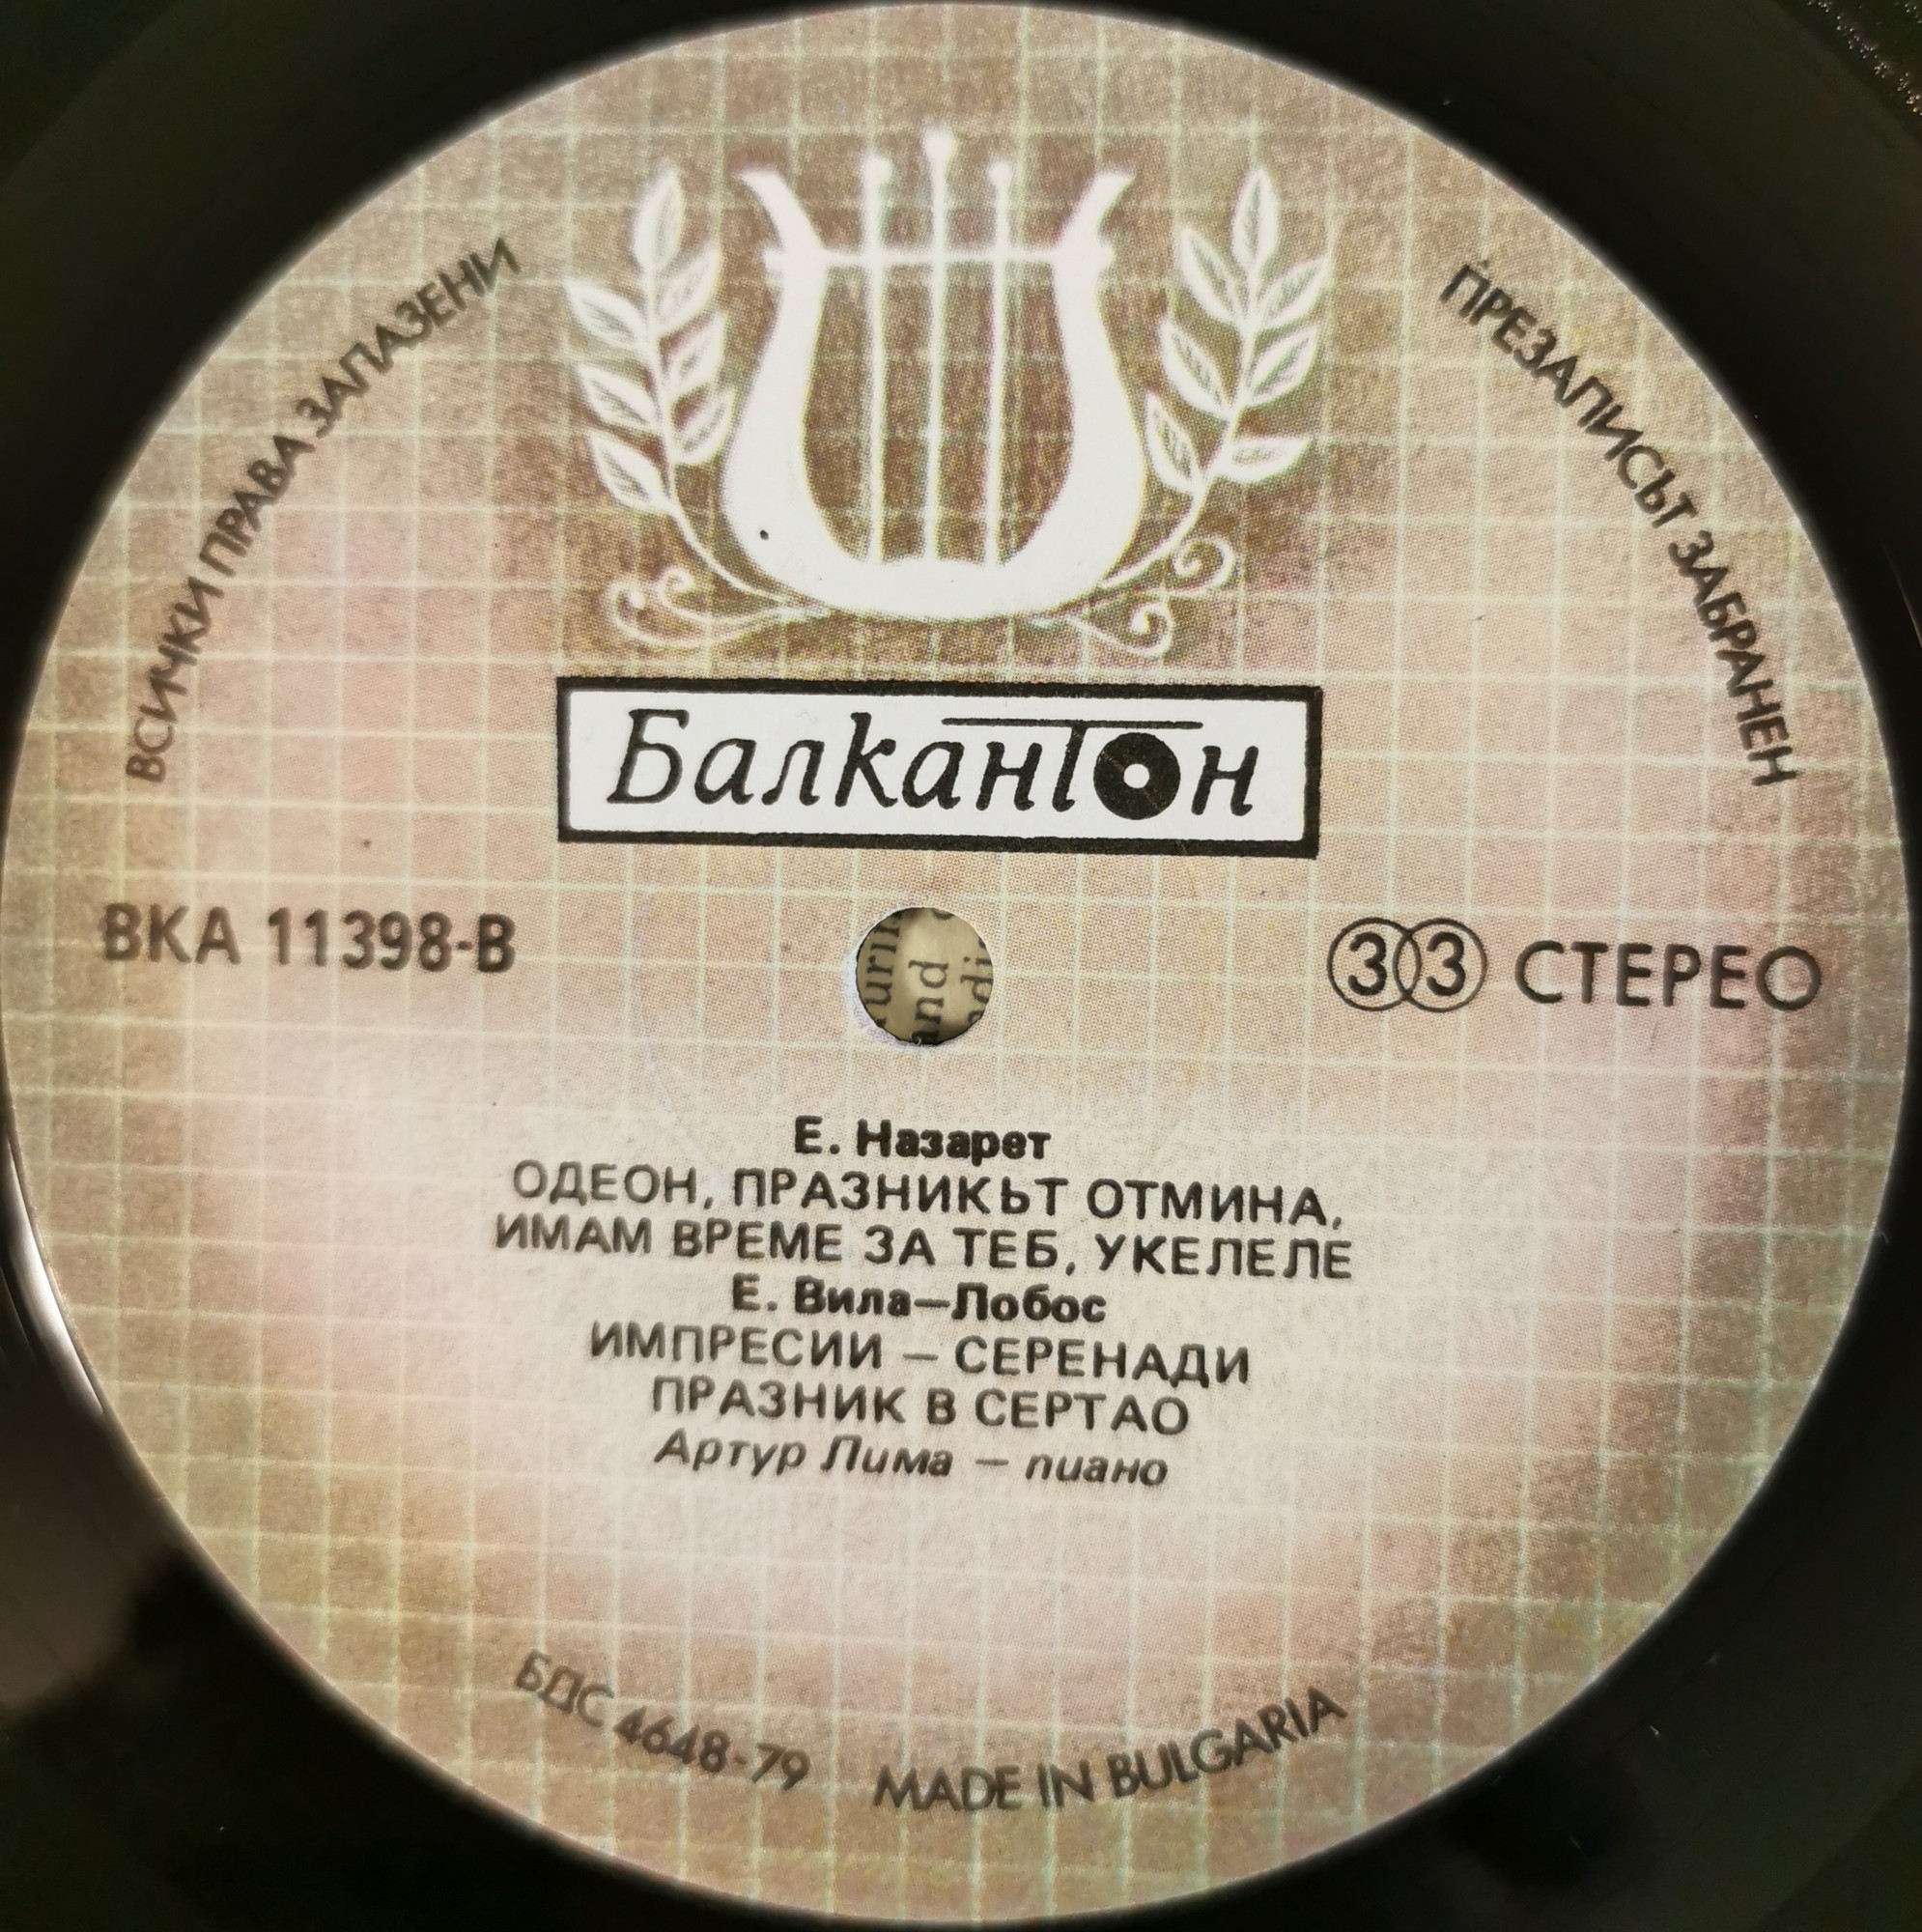 ВСИЧКИ ПРАВА ЗАПАЗЕНИ
ПРЕЗАПИСЪТ ЗАБРАНЕН
Балкантон
ВКА 11398-В
33 СТЕРЕО
and
Е. Назарет
ОДЕОН, ПРАЗНИКЪТ ОТМИНА,
ИМАМ ВРЕМЕ ЗА ТЕБ, УКЕЛЕЛЕ
Е. Вила—Лобос
ИМПРЕСИИ — СЕРЕНАДИ
ПРАЗНИК В СЕРТАО
Артур Лима — пиано
БДС 4648-79
MADE IN BULGARIA